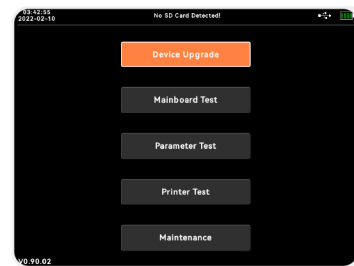 03:42:55
2022-02-10
No SD Card Detected!
Device Upgrade
Mainboard Test
Parameter Test
Printer Test
Maintenance
V0.90.02